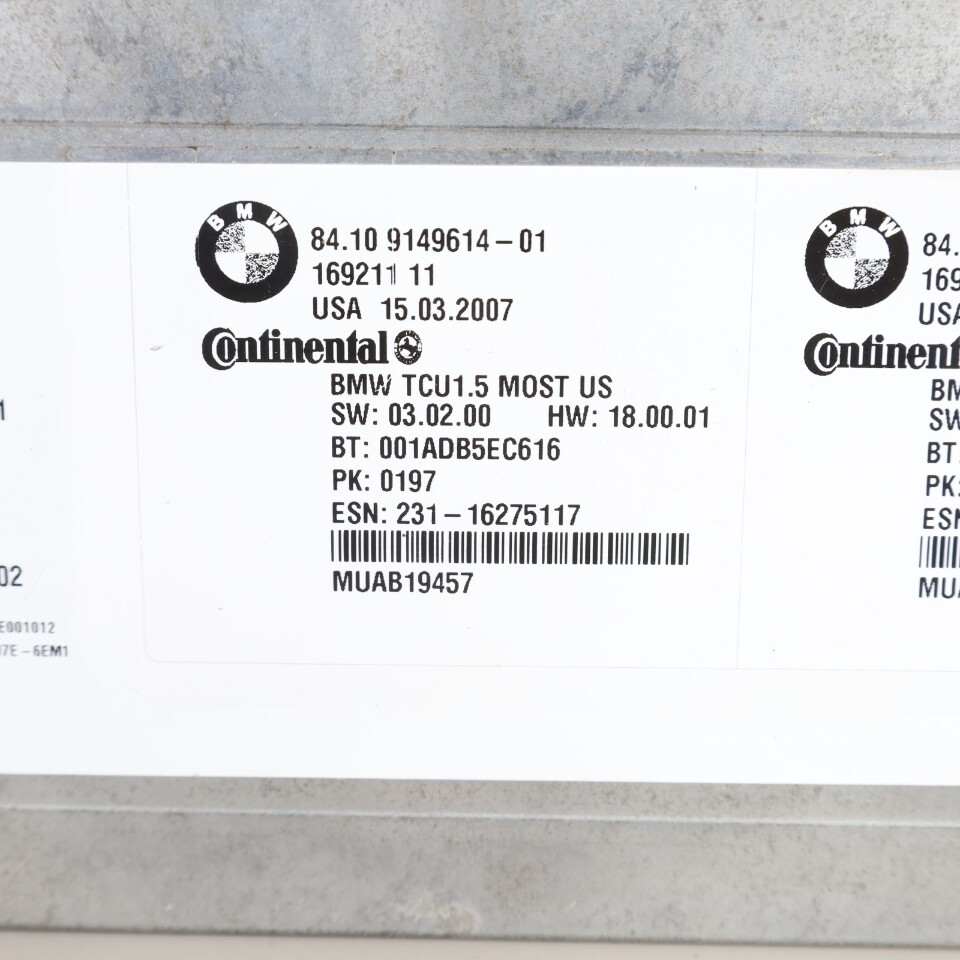 BMW
84.10 9149614-01
169211 11
USA 15.03.2007
Continental
BMW TCU1.5 MOST US
SW: 03.02.00 HW: 18.00.01
BT: 001ADB5EC616
PK: 0197
ESN: 231-16275117
MUAB19457
1
02
E001012
7E-6EM1
BMW
84.
169
USA
Continent
BM
SW
BT:
PK:
ESN
MUA